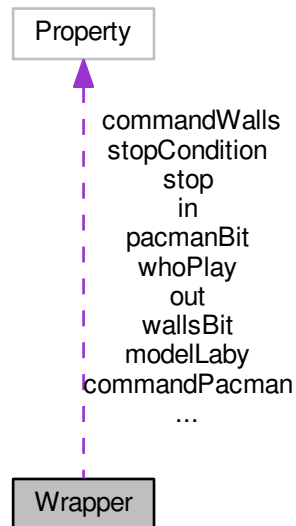 Property
commandWalls
stopCondition
stop
in
pacmanBit
whoPlay
out
wallsBit
modelLaby
commandPacman
...
Wrapper